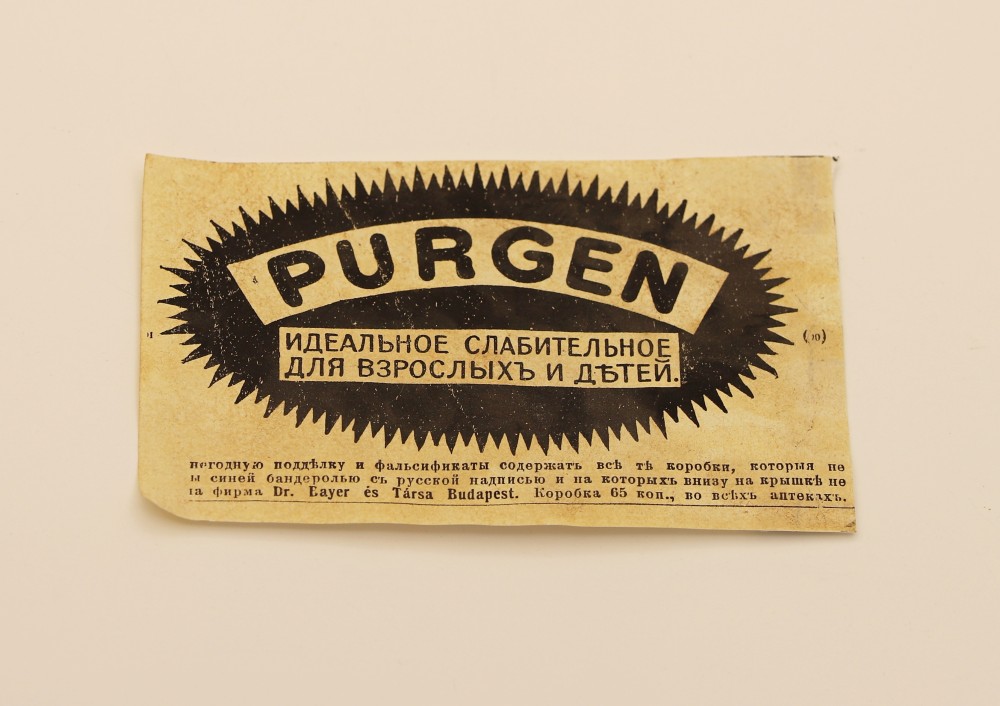 PURGEN
ИДЕАЛЬНОЕ СЛАБИТЕЛЬНОЕ
ДЛЯ ВЗРОСЛЫХЪ И ДѢТЕЙ.
негодную поддѣлку и фальсификаты содержатъ всѣ тѣ коробки, которыя не
синей бандеролью съ русской надписью и на которыхъ внизу на крышкѣ не
фирма Dr. Bayer és Társa Budapest. Коробка 65 коп., во всѣхъ аптекахъ.